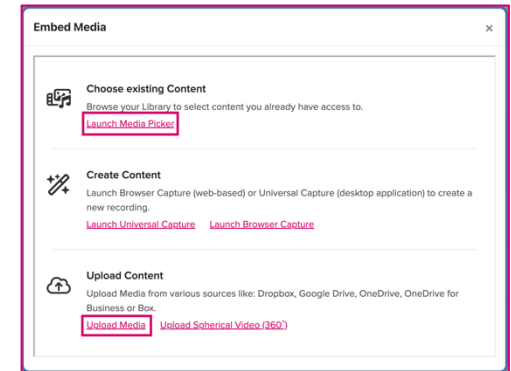 Embed Media
×
Choose existing Content
Browse your Library to select content you already have access to.
Launch Media Picker
Create Content
Launch Browser Capture (web-based) or Universal Capture (desktop application) to create a
new recording.
Launch Universal Capture Launch Browser Capture
Upload Content
Upload Media from various sources like: Dropbox, Google Drive, OneDrive, OneDrive for
Business or Box.
Upload Media Upload Spherical Video (360°)